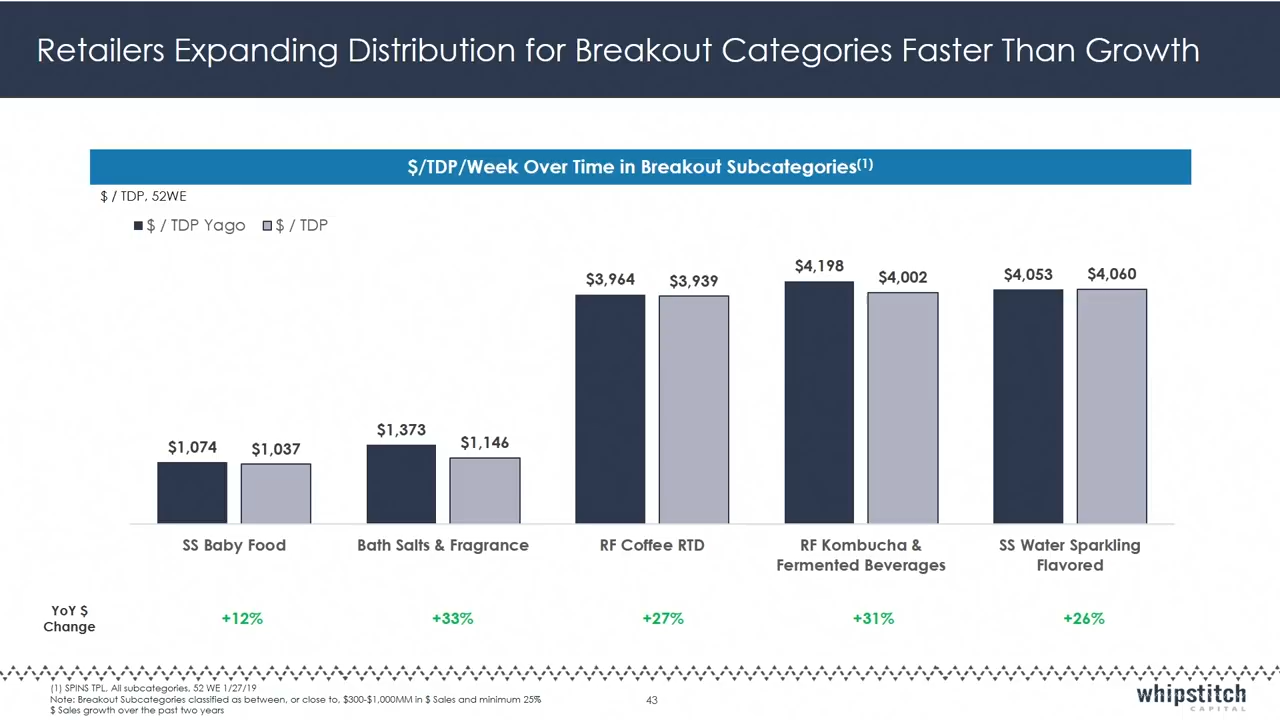 Retailers Expanding Distribution for Breakout Categories Faster Than Growth
$/TDP/Week Over Time in Breakout Subcategories(1)
$ / TDP, 52WE
$ / TDP Yago $ / TDP
$1,074 $1,037 $1,373 $1,146 $3,964 $3,939 $4,198 $4,002 $4,053 $4,060
SS Baby Food Bath Salts & Fragrance RF Coffee RTD RF Kombucha & SS Water Sparkling
Fermented Beverages Flavored
YoY $
Change
+12% +33% +27% +31% +26%
(1) SPINS TPL, All subcategories, 52 WE 1/27/19
Note: Breakout Subcategories classified as between, or close to, $300-$1,000MM in $ Sales and minimum 25%
$ Sales growth over the past two years
43
whipstitch
CAPITAL